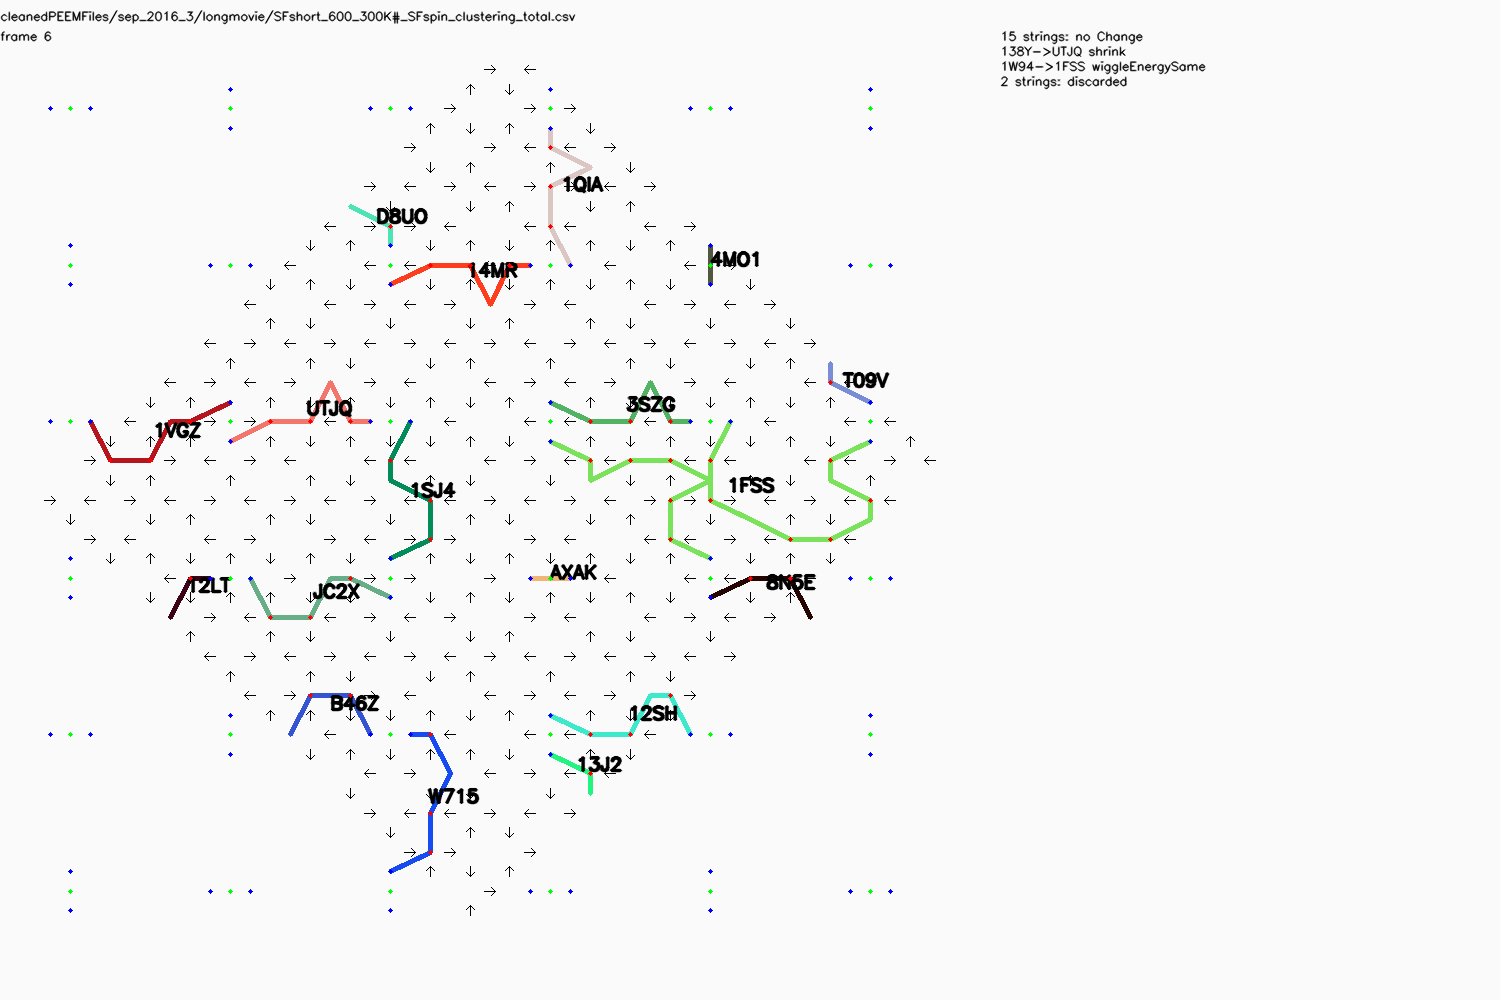 cleanedPEEMFiles/sep_2016_3/longmovie/SFshort_600_300K#_SFspin_clustering_total.csv
frame 6
15 strings: no Change
138Y->UTJQ shrink
1W94->1FSS wiggleEnergySame
2 strings: discarded
1QIA
D8UO
4MO1
14MR
T09V
UTJQ
3SZG
1VGZ
1SJ4
1FSS
AXAK
T2LT
JC2X
8N5E
B46Z
12SH
13J2
W715